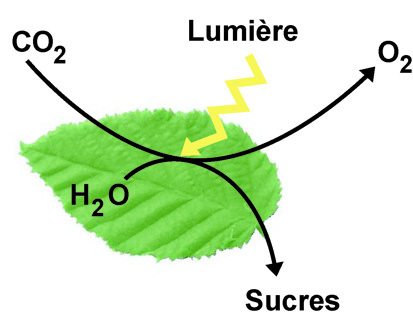 Lumière
CO₂
O₂
H₂O
Sucres